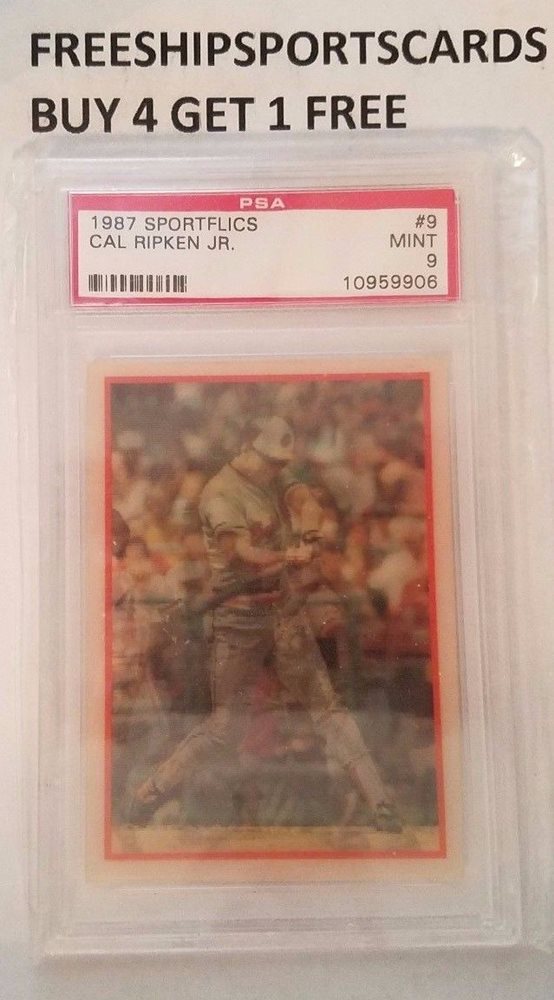 FREESHIPSPORTSCARDS
BUY 4 GET 1 FREE
PSA
1987 SPORTFLICS #9
CAL RIPKEN JR. MINT
9
10959906